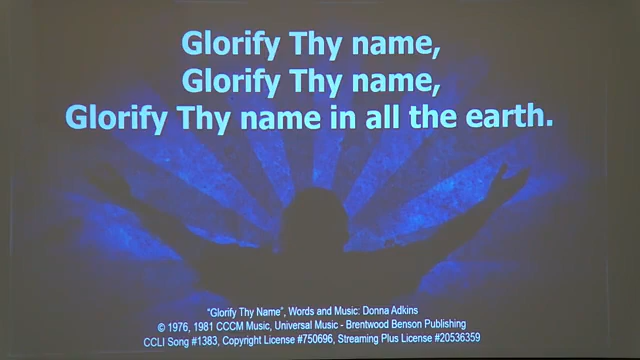 Glorify Thy name,
Glorify Thy name,
Glorify Thy name in all the earth.
"Glorify Thy Name", Words and Music: Donna Adkins
© 1976, 1981 CCCM Music, Universal Music - Brentwood Benson Publishing
CCLI Song #1383, Copyright License #750696, Streaming Plus License #20536359